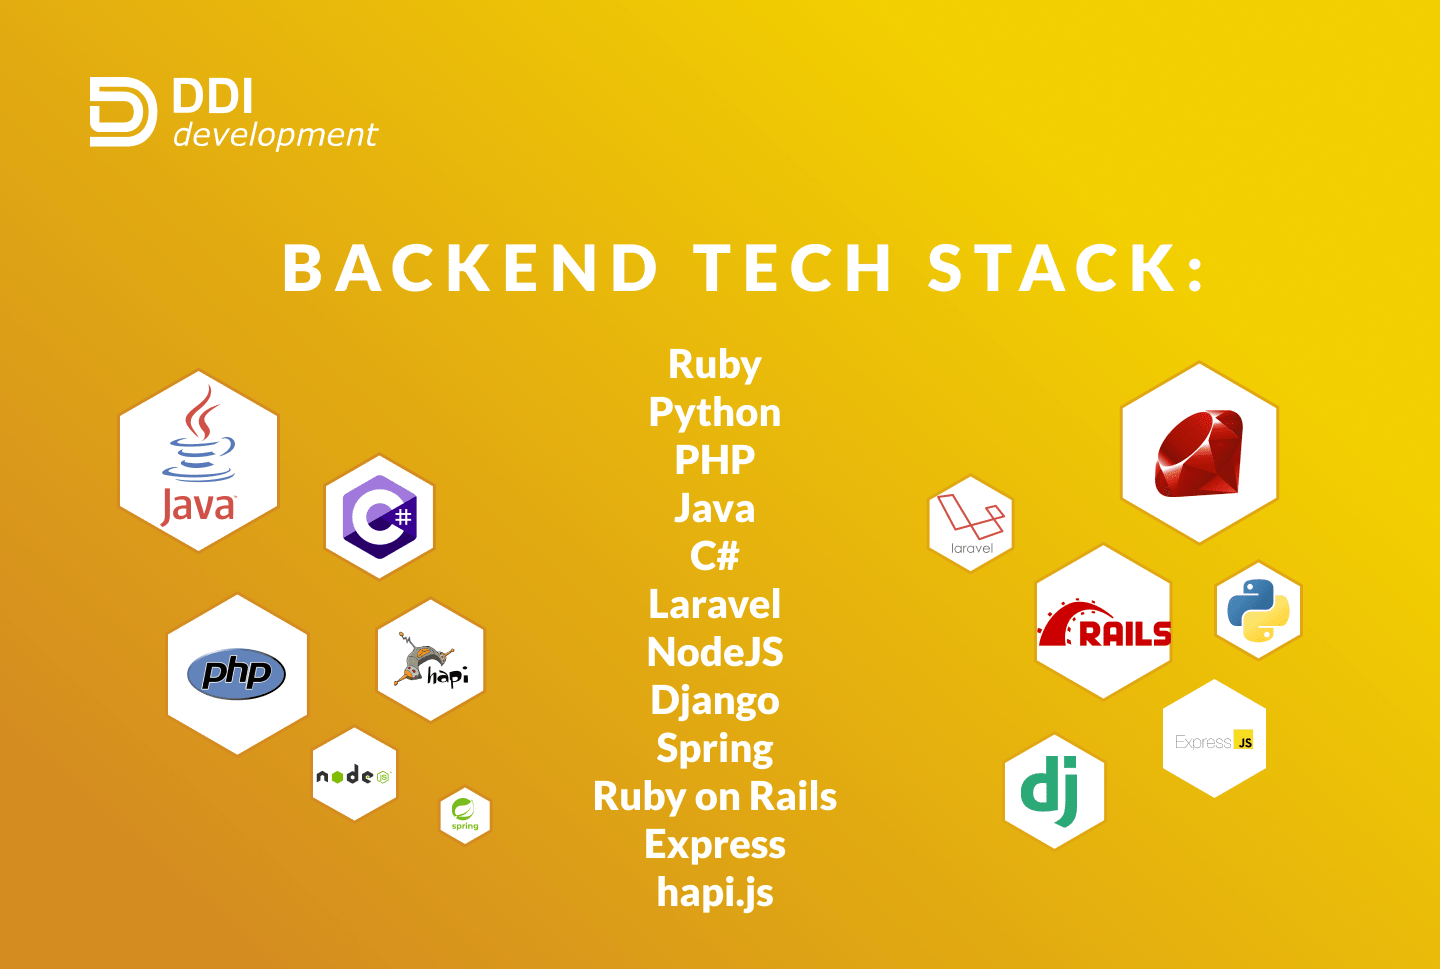 DDI
development
BACKEND TECH STACK:
Ruby
Python
PHP
Java
C#
Laravel
NodeJS
Django
Spring
Ruby on Rails
Express
hapi.js
Java™
C#
php
hapi
node JS
spring
laravel
RAILS
Express JS
dj